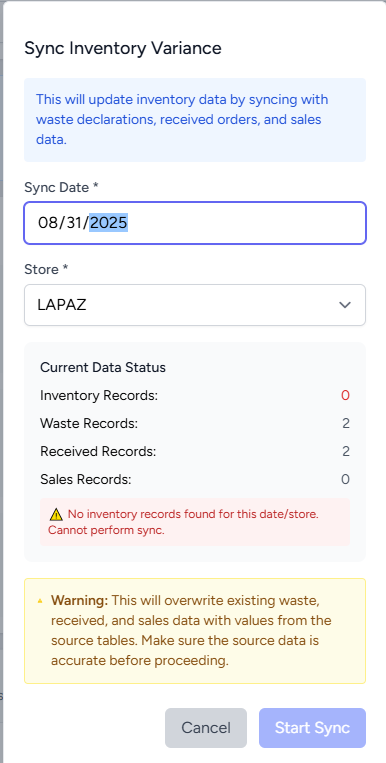 Sync Inventory Variance
This will update inventory data by syncing with
waste declarations, received orders, and sales
data.
Sync Date *
08/31/2025
Store *
LAPAZ
Current Data Status
Inventory Records: 0
Waste Records: 2
Received Records: 2
Sales Records: 0
⚠ No inventory records found for this date/store.
Cannot perform sync.
Warning: This will overwrite existing waste,
received, and sales data with values from the
source tables. Make sure the source data is
accurate before proceeding.
Cancel Start Sync